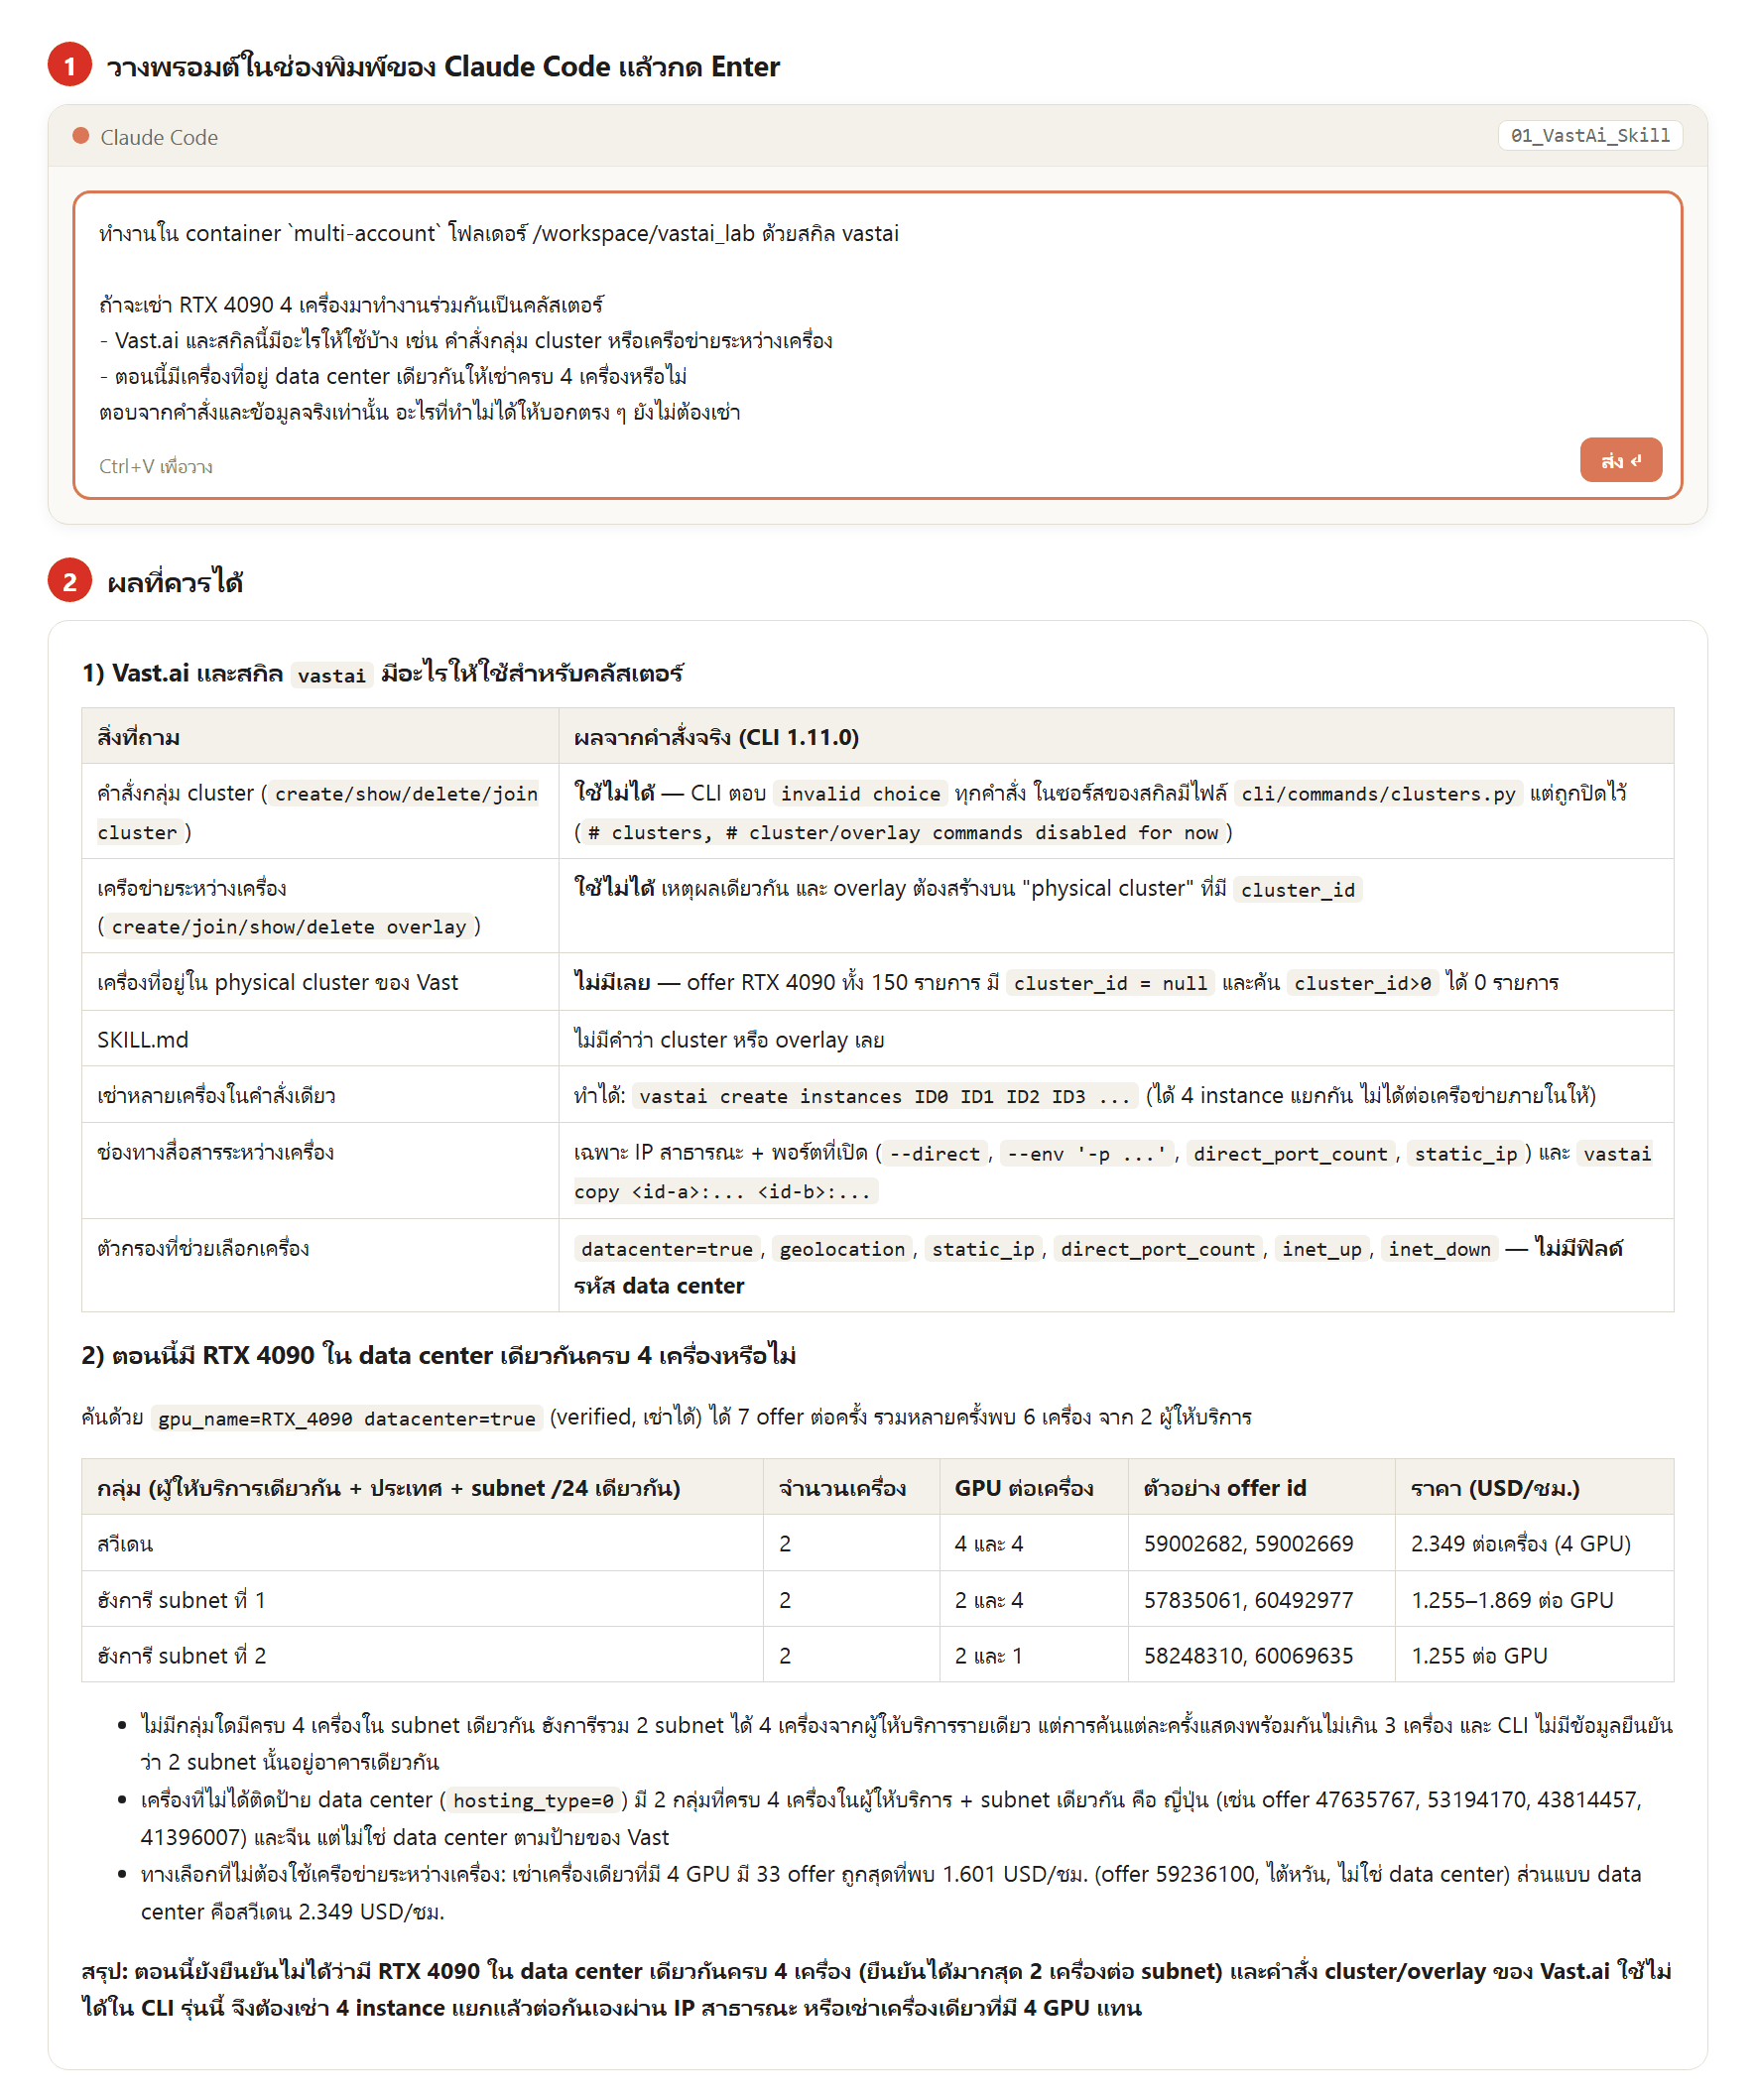 1 วางพรอมต์ในช่องพิมพ์ของ Claude Code แล้วกด Enter
Claude Code
01_VastAi_Skill
ทำงานใน container `multi-account` โฟลเดอร์ /workspace/vastai_lab ด้วยสกิล vastai
ถ้าจะเช่า RTX 4090 4 เครื่องมาทำงานร่วมกันเป็นคลัสเตอร์
- Vast.ai และสกิลนี้มีอะไรให้ใช้บ้าง เช่น คำสั่งกลุ่ม cluster หรือเครือข่ายระหว่างเครื่อง
- ตอนนี้มีเครื่องที่อยู่ data center เดียวกันให้เช่าครบ 4 เครื่องหรือไม่
ตอบจากคำสั่งและข้อมูลจริงเท่านั้น อะไรที่ทำไม่ได้ให้บอกตรง ๆ ยังไม่ต้องเช่า
Ctrl+V เพื่อวาง
ส่ง ↵
2 ผลที่ควรได้
1) Vast.ai และสกิล vastai มีอะไรให้ใช้สำหรับคลัสเตอร์
สิ่งที่ถาม
ผลจากคำสั่งจริง (CLI 1.11.0)
คำสั่งกลุ่ม cluster (create/show/delete/join
cluster)
ใช้ไม่ได้ — CLI ตอบ invalid choice ทุกคำสั่ง ในซอร์สของสกิลมีไฟล์ cli/commands/clusters.py แต่ถูกปิดไว้
(# clusters, # cluster/overlay commands disabled for now)
เครือข่ายระหว่างเครื่อง
(create/join/show/delete overlay)
ใช้ไม่ได้ เหตุผลเดียวกัน และ overlay ต้องสร้างบน "physical cluster" ที่มี cluster_id
เครื่องที่อยู่ใน physical cluster ของ Vast
ไม่มีเลย — offer RTX 4090 ทั้ง 150 รายการ มี cluster_id = null และค้น cluster_id>0 ได้ 0 รายการ
SKILL.md
ไม่มีคำว่า cluster หรือ overlay เลย
เช่าหลายเครื่องในคำสั่งเดียว
ทำได้: vastai create instances ID0 ID1 ID2 ID3 ... (ได้ 4 instance แยกกัน ไม่ได้ต่อเครือข่ายภายในให้)
ช่องทางสื่อสารระหว่างเครื่อง
เฉพาะ IP สาธารณะ + พอร์ตที่เปิด (--direct, --env '-p ...', direct_port_count, static_ip) และ vastai
copy <id-a>:... <id-b>:...
ตัวกรองที่ช่วยเลือกเครื่อง
datacenter=true, geolocation, static_ip, direct_port_count, inet_up, inet_down — ไม่มีฟิลด์
รหัส data center
2) ตอนนี้มี RTX 4090 ใน data center เดียวกันครบ 4 เครื่องหรือไม่
ค้นด้วย gpu_name=RTX_4090 datacenter=true (verified, เช่าได้) ได้ 7 offer ต่อครั้ง รวมหลายครั้งพบ 6 เครื่อง จาก 2 ผู้ให้บริการ
กลุ่ม (ผู้ให้บริการเดียวกัน + ประเทศ + subnet /24 เดียวกัน)
จำนวนเครื่อง
GPU ต่อเครื่อง
ตัวอย่าง offer id
ราคา (USD/ชม.)
สวีเดน
2
4 และ 4
59002682, 59002669
2.349 ต่อเครื่อง (4 GPU)
ฮังการี subnet ที่ 1
2
2 และ 4
57835061, 60492977
1.255–1.869 ต่อ GPU
ฮังการี subnet ที่ 2
2
2 และ 1
58248310, 60069635
1.255 ต่อ GPU
• ไม่มีกลุ่มใดมีครบ 4 เครื่องใน subnet เดียวกัน ฮังการีรวม 2 subnet ได้ 4 เครื่องจากผู้ให้บริการรายเดียว แต่การค้นแต่ละครั้งแสดงพร้อมกันไม่เกิน 3 เครื่อง และ CLI ไม่มีข้อมูลยืนยัน
ว่า 2 subnet นั้นอยู่อาคารเดียวกัน
• เครื่องที่ไม่ได้ติดป้าย data center (hosting_type=0) มี 2 กลุ่มที่ครบ 4 เครื่องในผู้ให้บริการ + subnet เดียวกัน คือ ญี่ปุ่น (เช่น offer 47635767, 53194170, 43814457,
41396007) และจีน แต่ไม่ใช่ data center ตามป้ายของ Vast
• ทางเลือกที่ไม่ต้องใช้เครือข่ายระหว่างเครื่อง: เช่าเครื่องเดียวที่มี 4 GPU มี 33 offer ถูกสุดที่พบ 1.601 USD/ชม. (offer 59236100, ไต้หวัน, ไม่ใช่ data center) ส่วนแบบ data
center คือสวีเดน 2.349 USD/ชม.
สรุป: ตอนนี้ยังยืนยันไม่ได้ว่ามี RTX 4090 ใน data center เดียวกันครบ 4 เครื่อง (ยืนยันได้มากสุด 2 เครื่องต่อ subnet) และคำสั่ง cluster/overlay ของ Vast.ai ใช้ไม่
ได้ใน CLI รุ่นนี้ จึงต้องเช่า 4 instance แยกแล้วต่อกันเองผ่าน IP สาธารณะ หรือเช่าเครื่องเดียวที่มี 4 GPU แทน